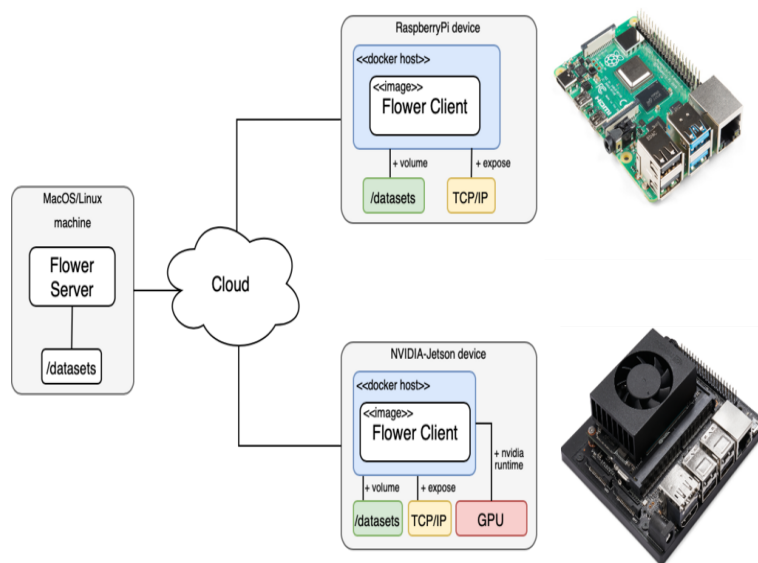 RaspberryPi device
<<docker host>>
<<image>>
Flower Client
+ volume
+ expose
/datasets
TCP/IP
MacOS/Linux
machine
Flower
Server
/datasets
Cloud
NVIDIA-Jetson device
<<docker host>>
<<image>>
Flower Client
+ nvidia
runtime
+ volume
+ expose
/datasets
TCP/IP
GPU
HDMI